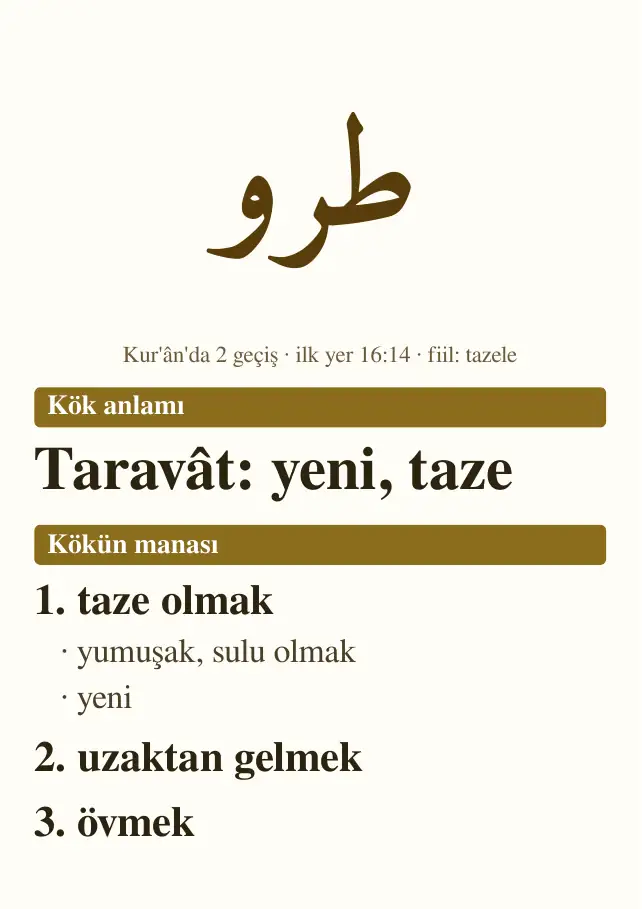 طرو
Kur'ân'da 2 geçiş · ilk yer 16:14 · fiil: tazele
Kök anlamı
Taravât: yeni, taze
Kökün manası
1. taze olmak
· yumuşak, sulu olmak
· yeni
2. uzaktan gelmek
3. övmek